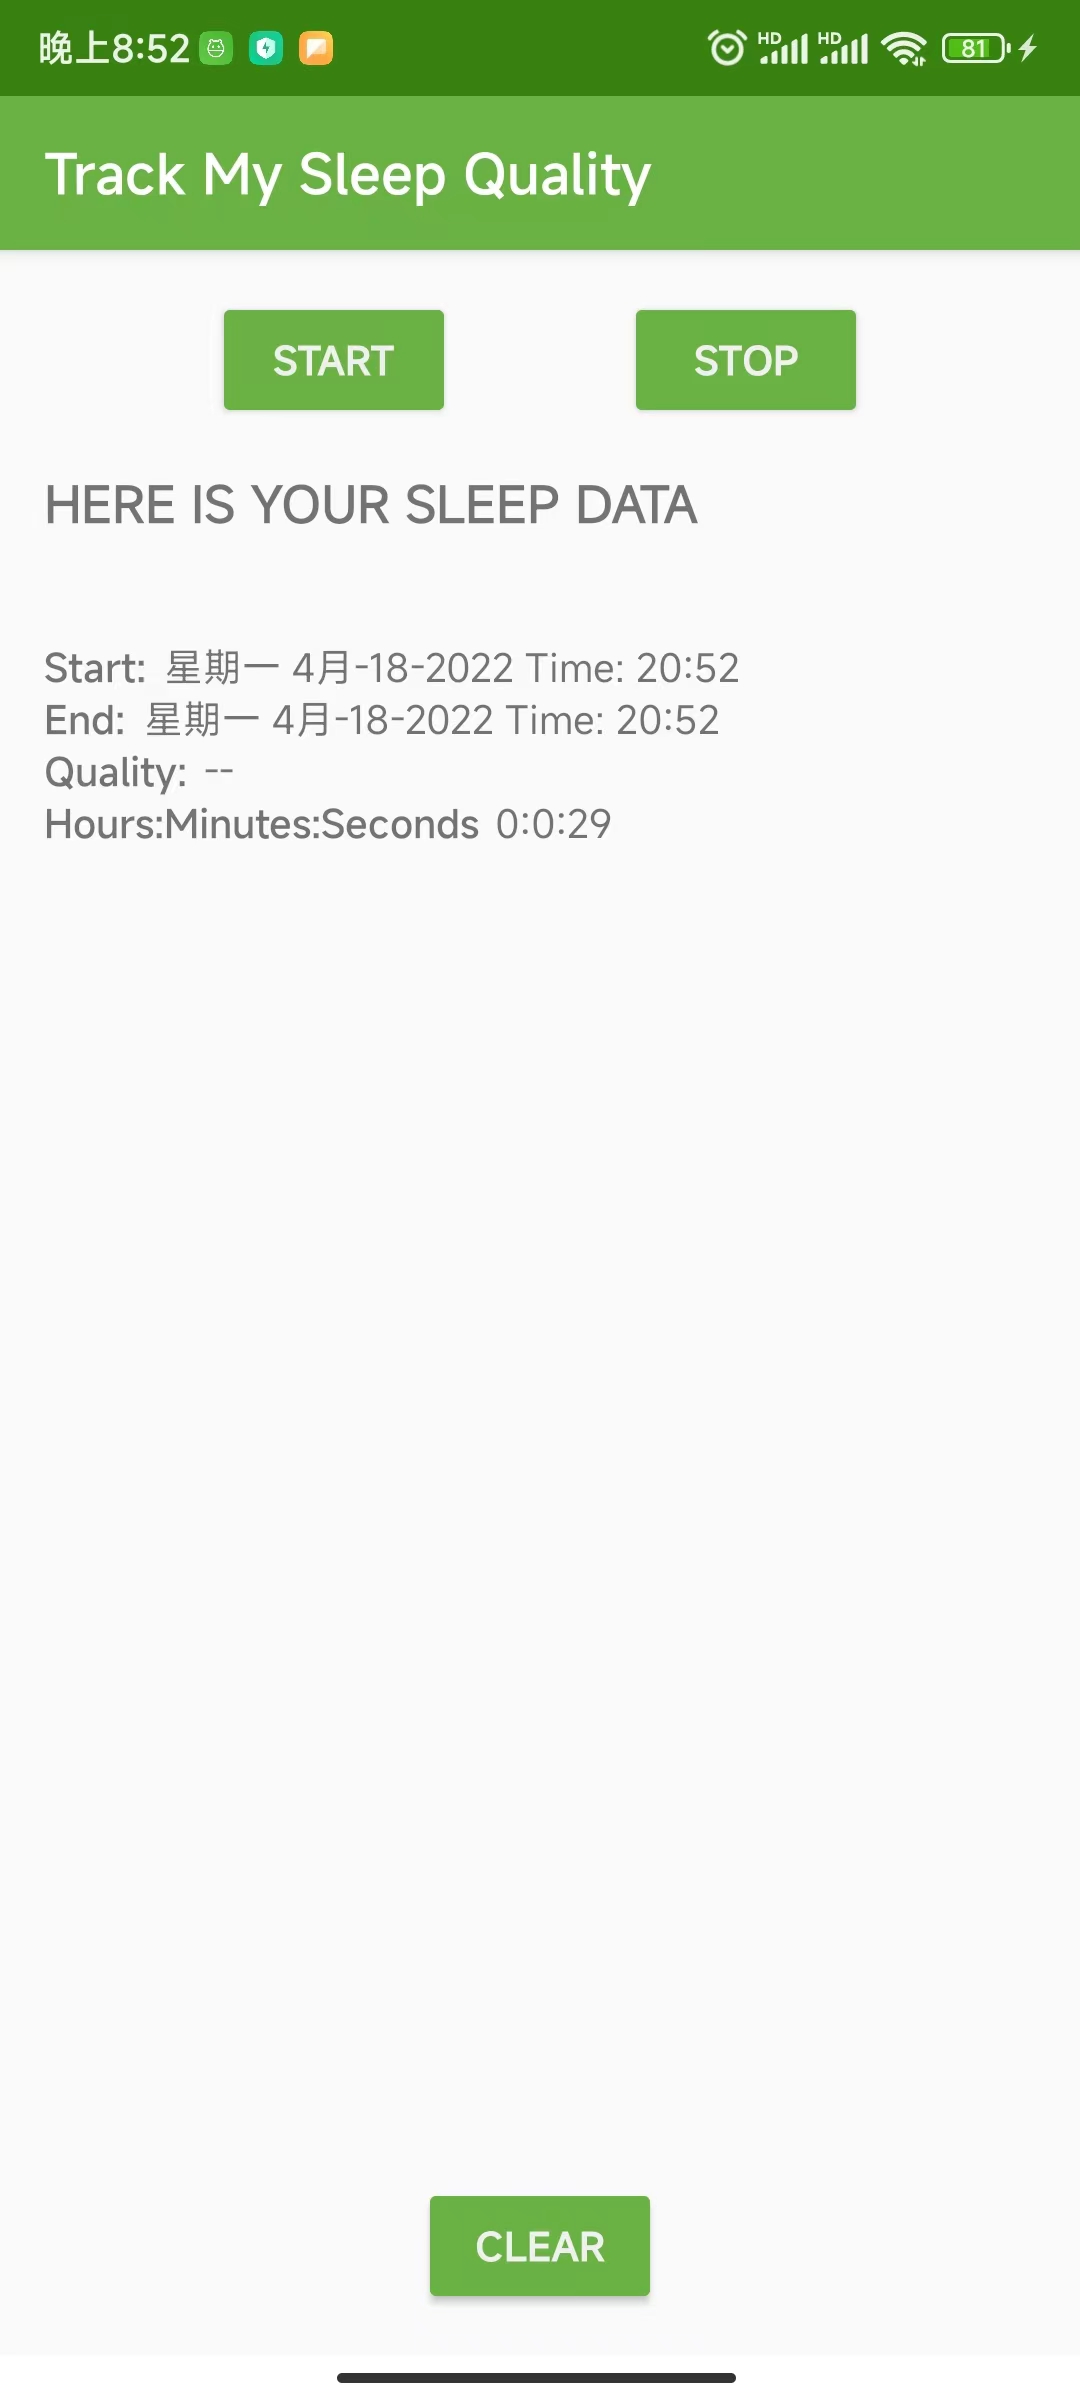 晚上8:52 HD HD 81
Track My Sleep Quality
START STOP
HERE IS YOUR SLEEP DATA
Start: 星期一 4月-18-2022 Time: 20:52
End: 星期一 4月-18-2022 Time: 20:52
Quality: --
Hours:Minutes:Seconds 0:0:29
CLEAR